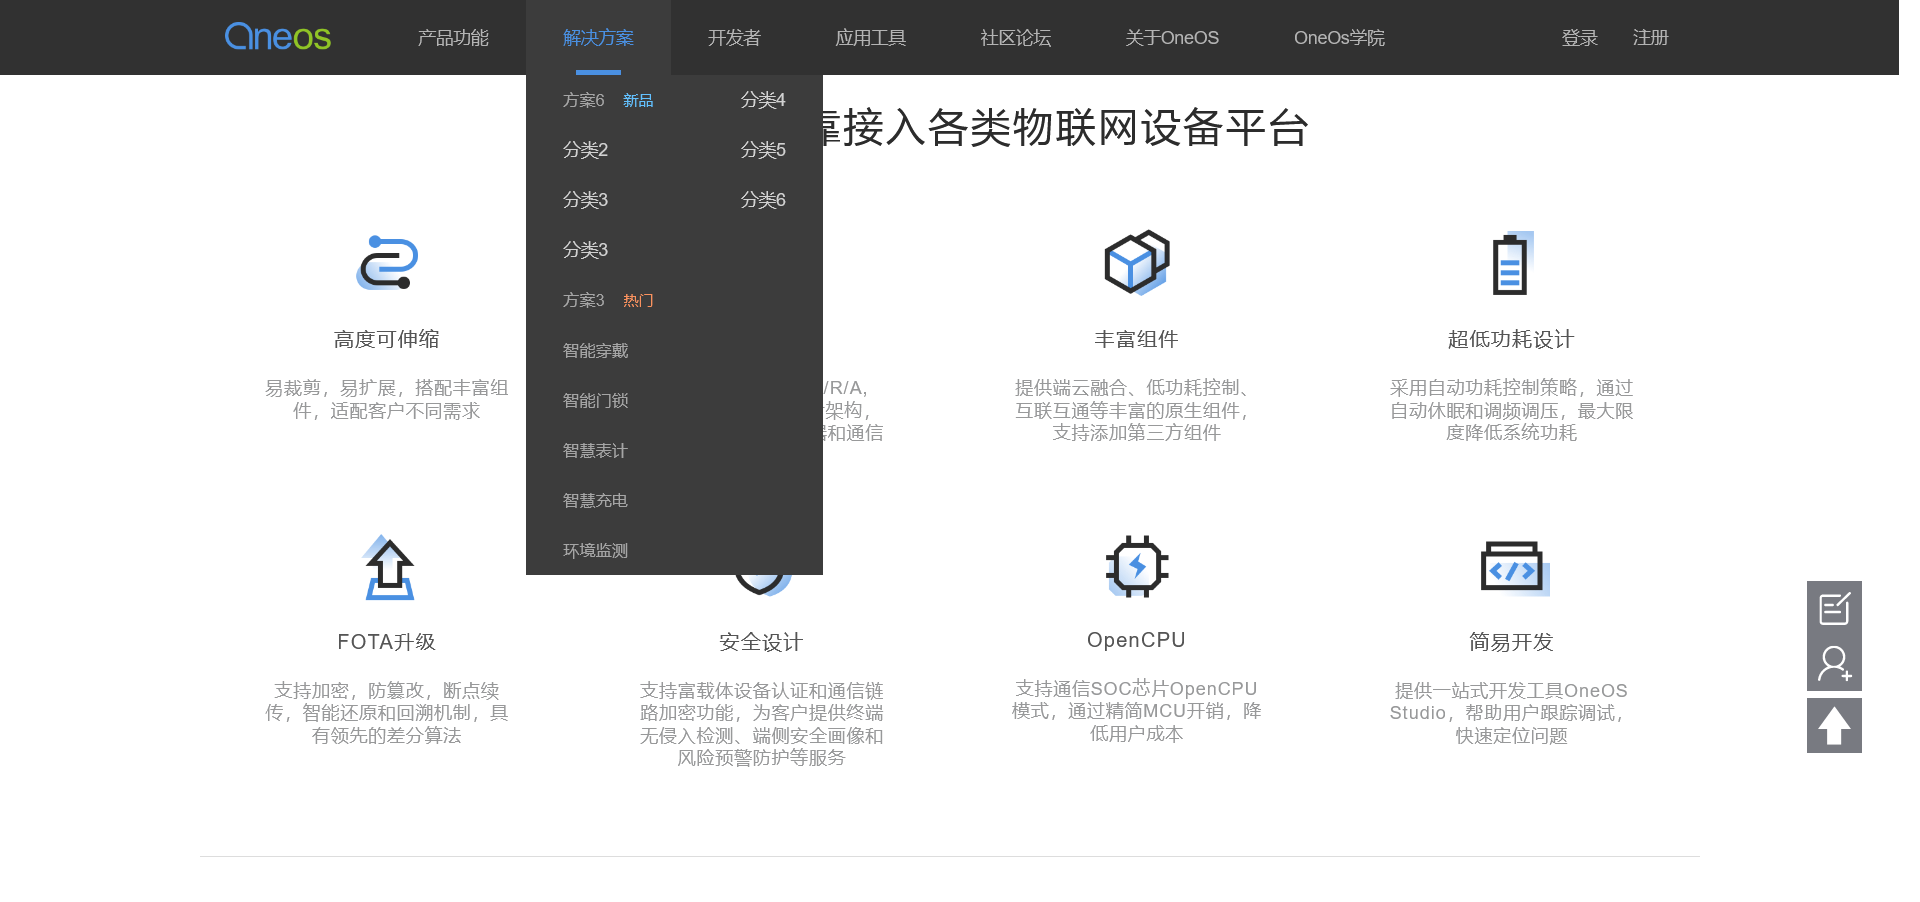 Oneos 产品功能 解决方案 开发者 应用工具 社区论坛 关于OneOS OneOs学院 登录 注册
方案6 新品 分类4
分类2 分类5
分类3 分类6
分类3
方案3 热门
智能穿戴
智能门锁
智慧表计
智慧充电
环境监测
靠接入各类物联网设备平台
高度可伸缩
易裁剪，易扩展，搭配丰富组
件，适配客户不同需求
/R/A，
架构，
和通信
丰富组件
提供端云融合、低功耗控制、
互联互通等丰富的原生组件，
支持添加第三方组件
超低功耗设计
采用自动功耗控制策略，通过
自动休眠和调频调压，最大限
度降低系统功耗
FOTA升级
支持加密，防篡改，断点续
传，智能还原和回溯机制，具
有领先的差分算法
安全设计
支持富载体设备认证和通信链
路加密功能，为客户提供终端
无侵入检测、端侧安全画像和
风险预警防护等服务
OpenCPU
支持通信SOC芯片OpenCPU
模式，通过精简MCU开销，降
低用户成本
简易开发
提供一站式开发工具OneOS
Studio，帮助用户跟踪调试，
快速定位问题